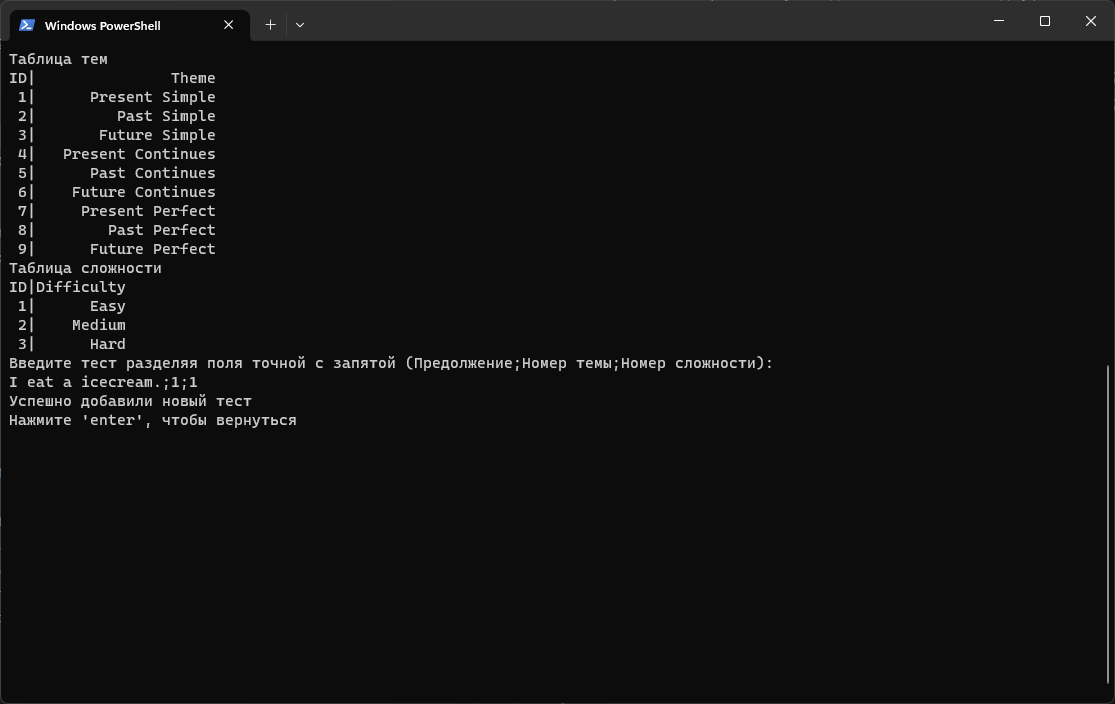 Windows PowerShell
Таблица тем
ID| Theme
1| Present Simple
2| Past Simple
3| Future Simple
4| Present Continues
5| Past Continues
6| Future Continues
7| Present Perfect
8| Past Perfect
9| Future Perfect
Таблица сложности
ID|Difficulty
1| Easy
2| Medium
3| Hard
Введите тест разделяя поля точной с запятой (Предолжение;Номер темы;Номер сложности):
I eat a icecream.;1;1
Успешно добавили новый тест
Нажмите 'enter', чтобы вернуться